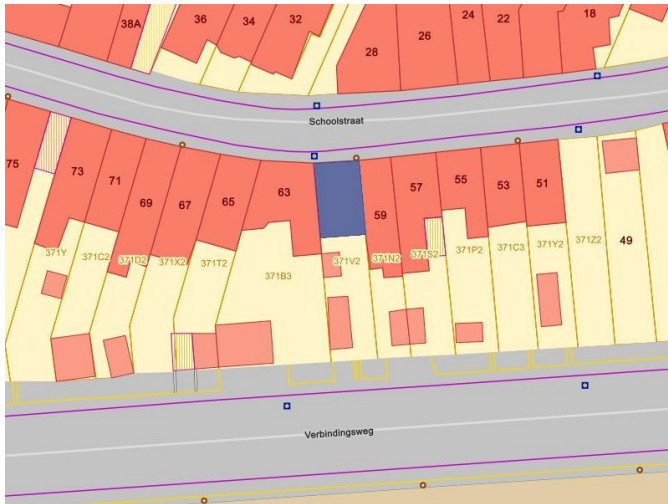 38A
36
34
32
28
26
24
22
18
Schoolstraat
75
73
71
69
67
65
63
59
57
55
53
51
49
371Y
371C2
371D2
371X2
371T2
371B3
371V2
371N2
371S2
371P2
371C3
371Y2
371Z2
Verbindingsweg